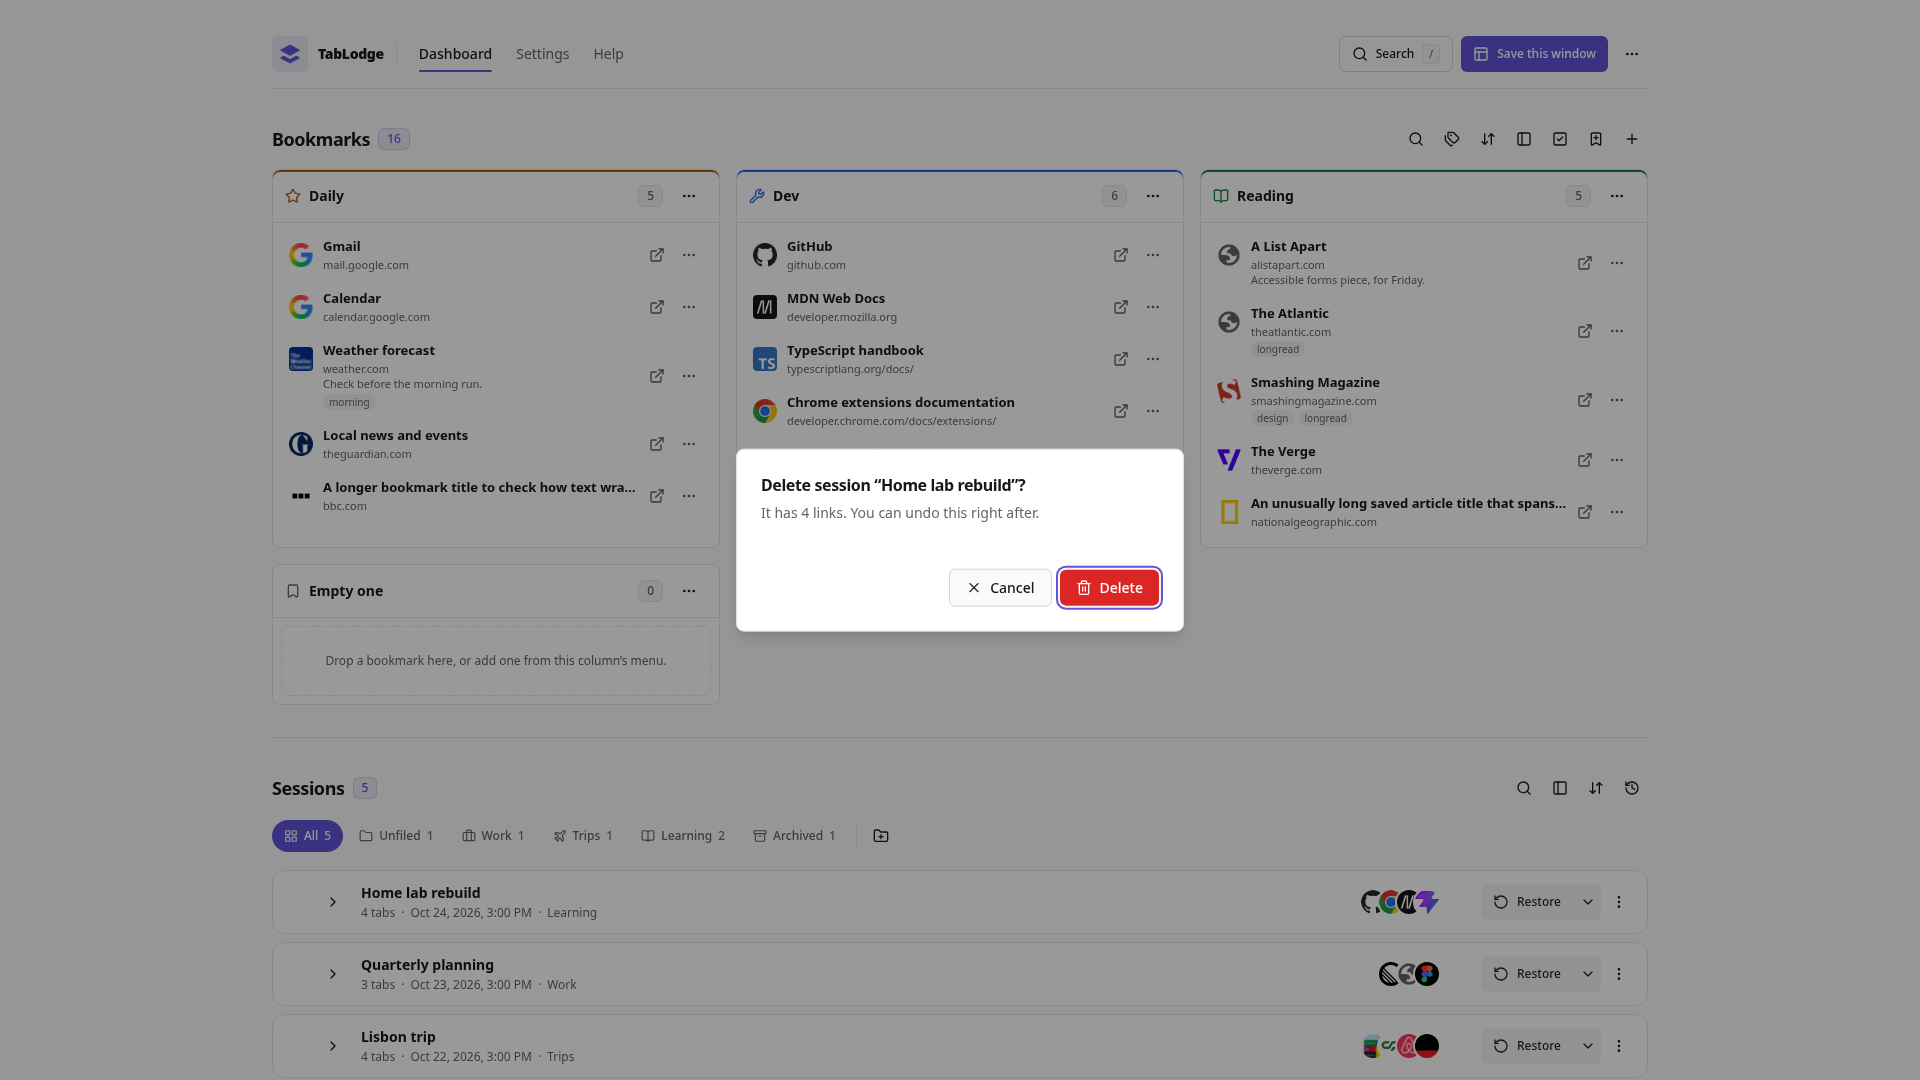 TabLodge
Dashboard
Settings
Help
Search /
Save this window
Bookmarks 16
Daily 5
Gmail
mail.google.com
Calendar
calendar.google.com
Weather forecast
weather.com
Check before the morning run.
morning
Local news and events
theguardian.com
A longer bookmark title to check how text wra...
bbc.com
Dev 6
GitHub
github.com
MDN Web Docs
developer.mozilla.org
TypeScript handbook
typescriptlang.org/docs/
Chrome extensions documentation
developer.chrome.com/docs/extensions/
Reading 5
A List Apart
alistapart.com
Accessible forms piece, for Friday.
The Atlantic
theatlantic.com
longread
Smashing Magazine
smashingmagazine.com
design longread
The Verge
theverge.com
An unusually long saved article title that spans...
nationalgeographic.com
Delete session “Home lab rebuild”?
It has 4 links. You can undo this right after.
Cancel
Delete
Empty one 0
Drop a bookmark here, or add one from this column’s menu.
Sessions 5
All 5
Unfiled 1
Work 1
Trips 1
Learning 2
Archived 1
Home lab rebuild
4 tabs · Oct 24, 2026, 3:00 PM · Learning
Restore
Quarterly planning
3 tabs · Oct 23, 2026, 3:00 PM · Work
Restore
Lisbon trip
4 tabs · Oct 22, 2026, 3:00 PM · Trips
Restore